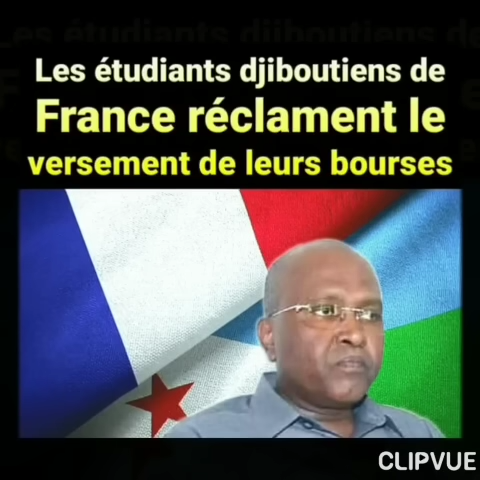 Les étudiants djiboutiens de
France réclament le
versement de leurs bourses
CLIPVUE